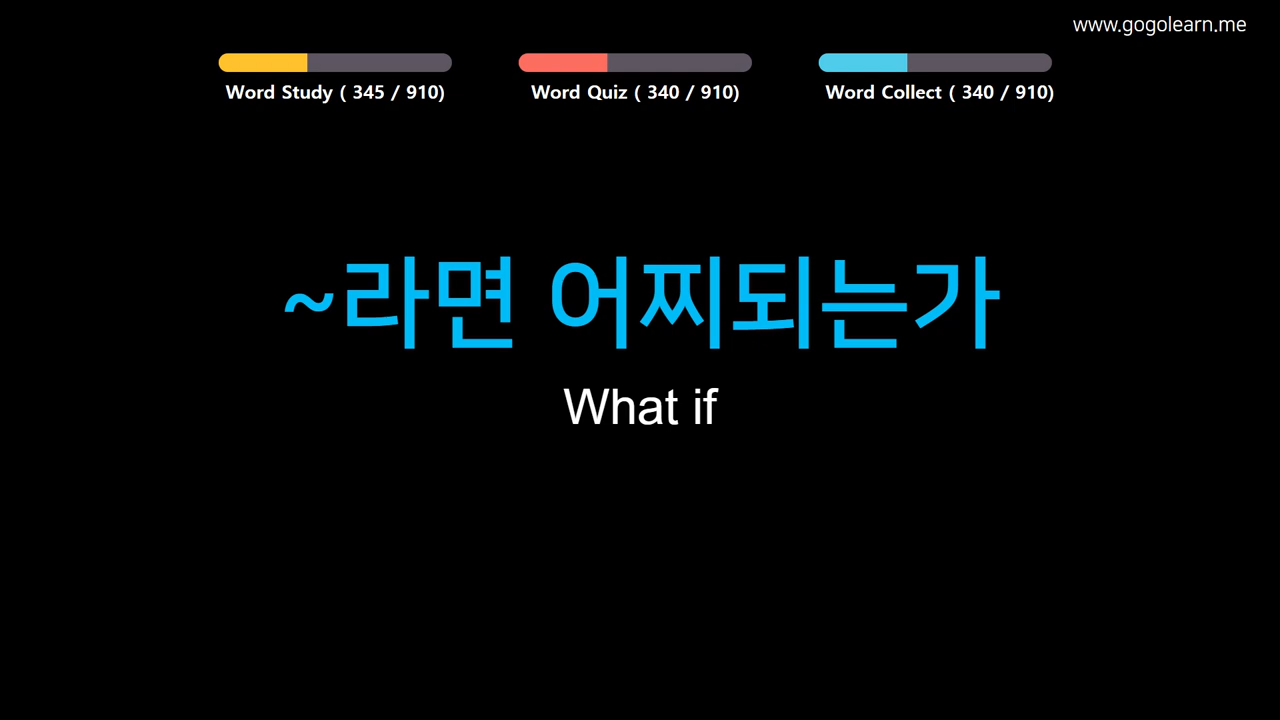 www.gogolearn.me
Word Study ( 345 / 910)
Word Quiz ( 340 / 910)
Word Collect ( 340 / 910)
~라면 어찌되는가
What if